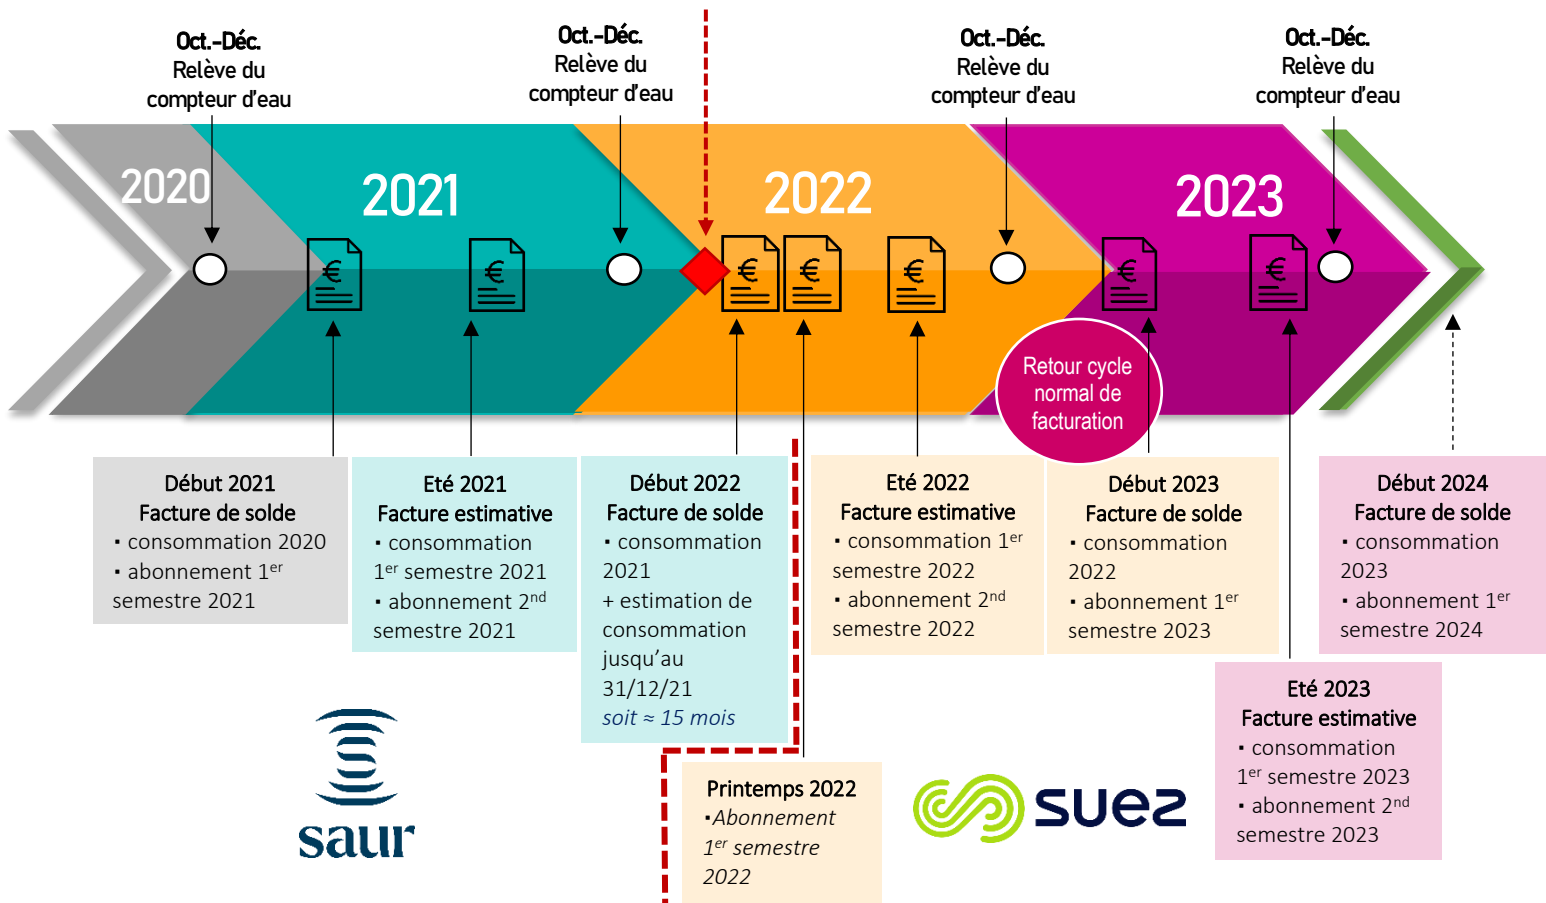 Oct.-Déc.
Relève du
compteur d'eau
Oct.-Déc.
Relève du
compteur d'eau
Oct.-Déc.
Relève du
compteur d'eau
Oct.-Déc.
Relève du
compteur d'eau
2020
2021
2022
2023
€
€
€
€
€
€
€
Retour cycle
normal de
facturation
Début 2021
Facture de solde
▪ consommation 2020
▪ abonnement 1er
semestre 2021
Eté 2021
Facture estimative
▪ consommation
1er semestre 2021
▪ abonnement 2nd
semestre 2021
Début 2022
Facture de solde
▪ consommation
2021
+ estimation de
consommation
jusqu'au
31/12/21
soit ≈ 15 mois
Printemps 2022
▪Abonnement
1er semestre
2022
Eté 2022
Facture estimative
▪ consommation 1er
semestre 2022
▪ abonnement 2nd
semestre 2022
Début 2023
Facture de solde
▪ consommation
2022
▪ abonnement 1er
semestre 2023
Eté 2023
Facture estimative
▪ consommation
1er semestre 2023
▪ abonnement 2nd
semestre 2023
Début 2024
Facture de solde
▪ consommation
2023
▪ abonnement 1er
semestre 2024
saur
suez